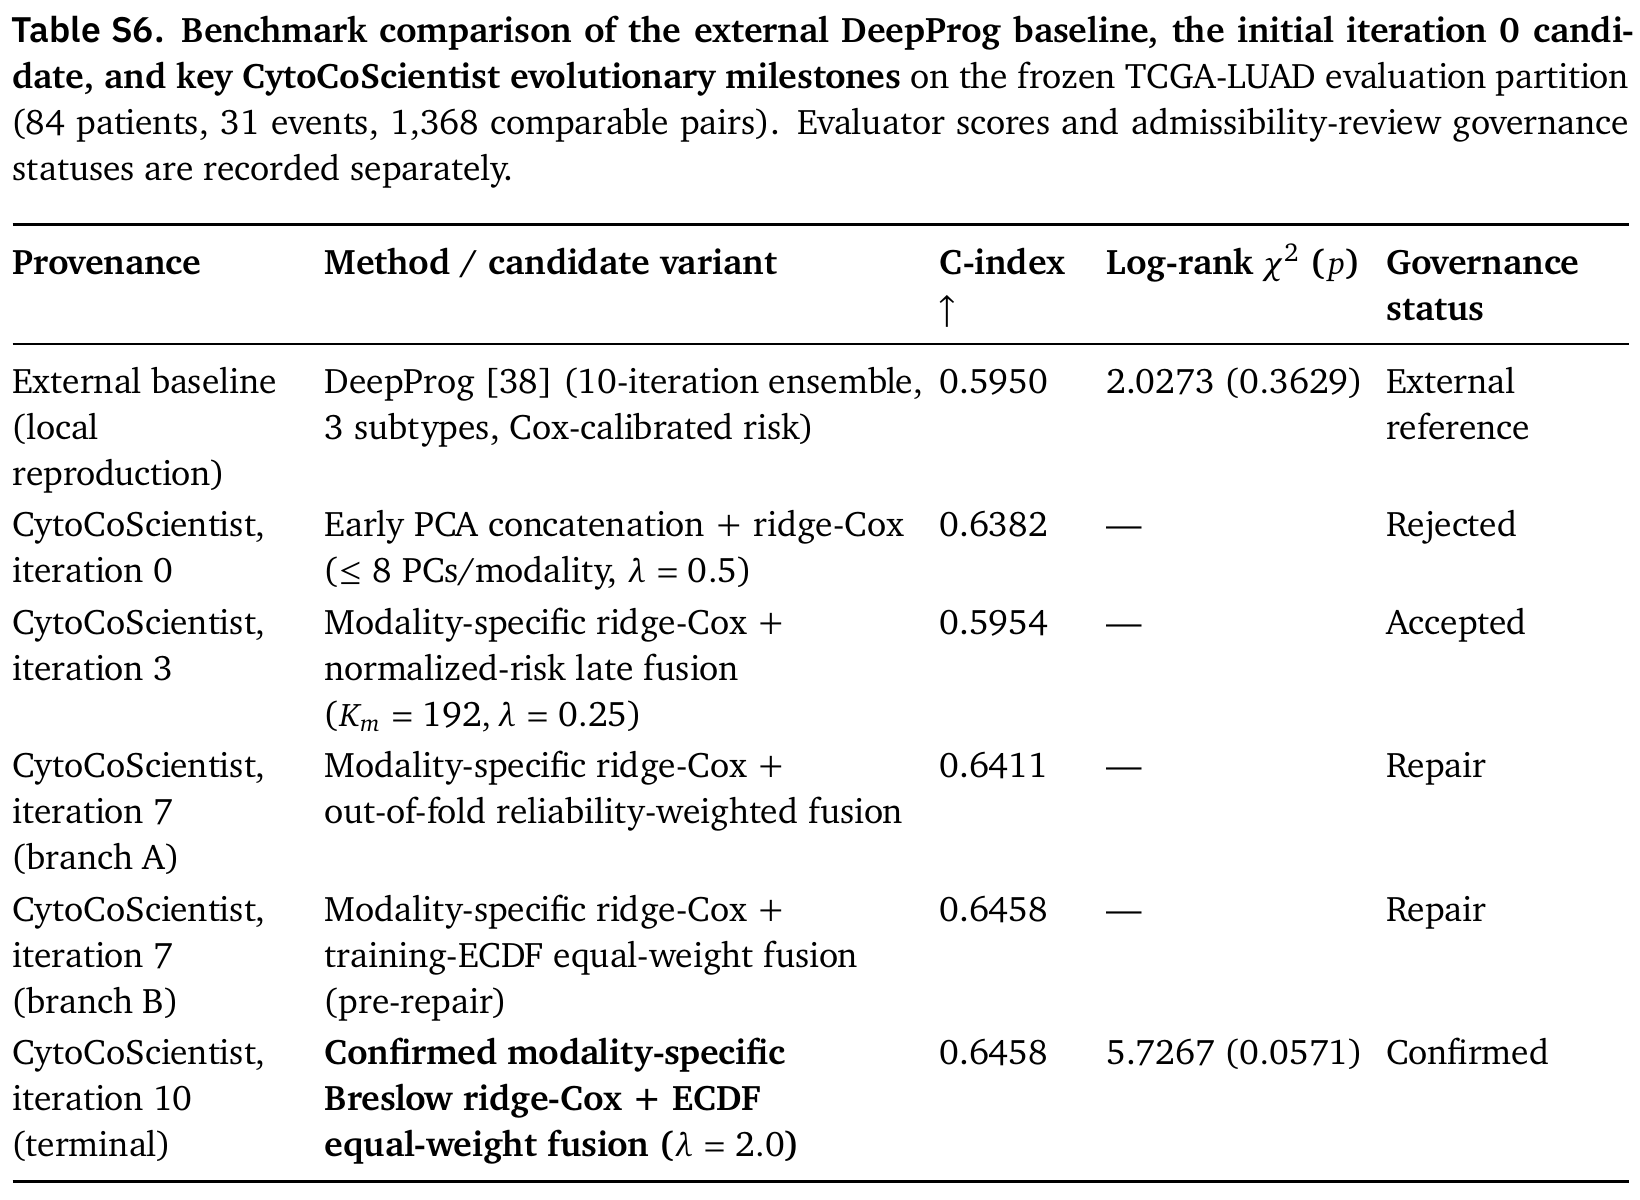 Table S6. Benchmark comparison of the external DeepProg baseline, the initial iteration 0 candi-
date, and key CytoCoScientist evolutionary milestones on the frozen TCGA-LUAD evaluation partition
(84 patients, 31 events, 1,368 comparable pairs). Evaluator scores and admissibility-review governance
statuses are recorded separately.
Provenance Method / candidate variant C-index Log-rank χ² (p) Governance
↑ status
External baseline DeepProg [38] (10-iteration ensemble, 0.5950 2.0273 (0.3629) External
(local 3 subtypes, Cox-calibrated risk) reference
reproduction)
CytoCoScientist, Early PCA concatenation + ridge-Cox 0.6382 — Rejected
iteration 0 (≤ 8 PCs/modality, λ = 0.5)
CytoCoScientist, Modality-specific ridge-Cox + 0.5954 — Accepted
iteration 3 normalized-risk late fusion
(Kₘ = 192, λ = 0.25)
CytoCoScientist, Modality-specific ridge-Cox + 0.6411 — Repair
iteration 7 out-of-fold reliability-weighted fusion
(branch A)
CytoCoScientist, Modality-specific ridge-Cox + 0.6458 — Repair
iteration 7 training-ECDF equal-weight fusion
(branch B) (pre-repair)
CytoCoScientist, Confirmed modality-specific 0.6458 5.7267 (0.0571) Confirmed
iteration 10 Breslow ridge-Cox + ECDF
(terminal) equal-weight fusion (λ = 2.0)